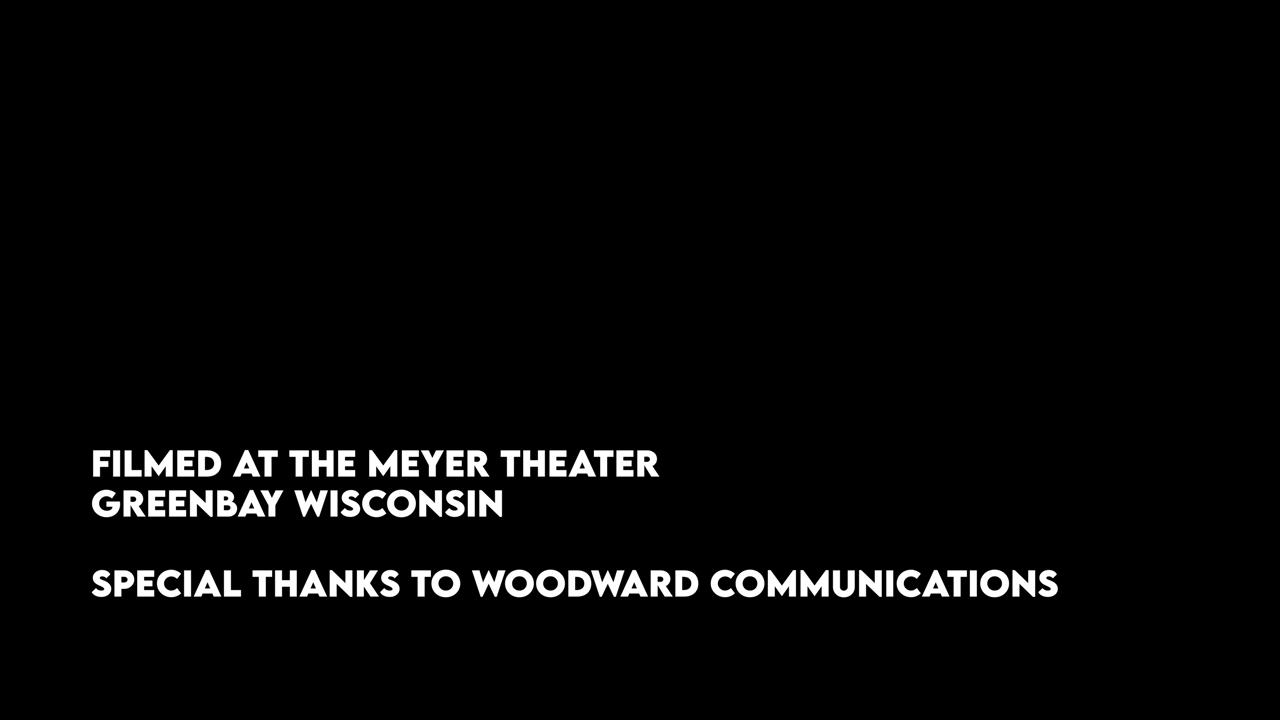 FILMED AT THE MEYER THEATER
GREENBAY WISCONSIN
SPECIAL THANKS TO WOODWARD COMMUNICATIONS